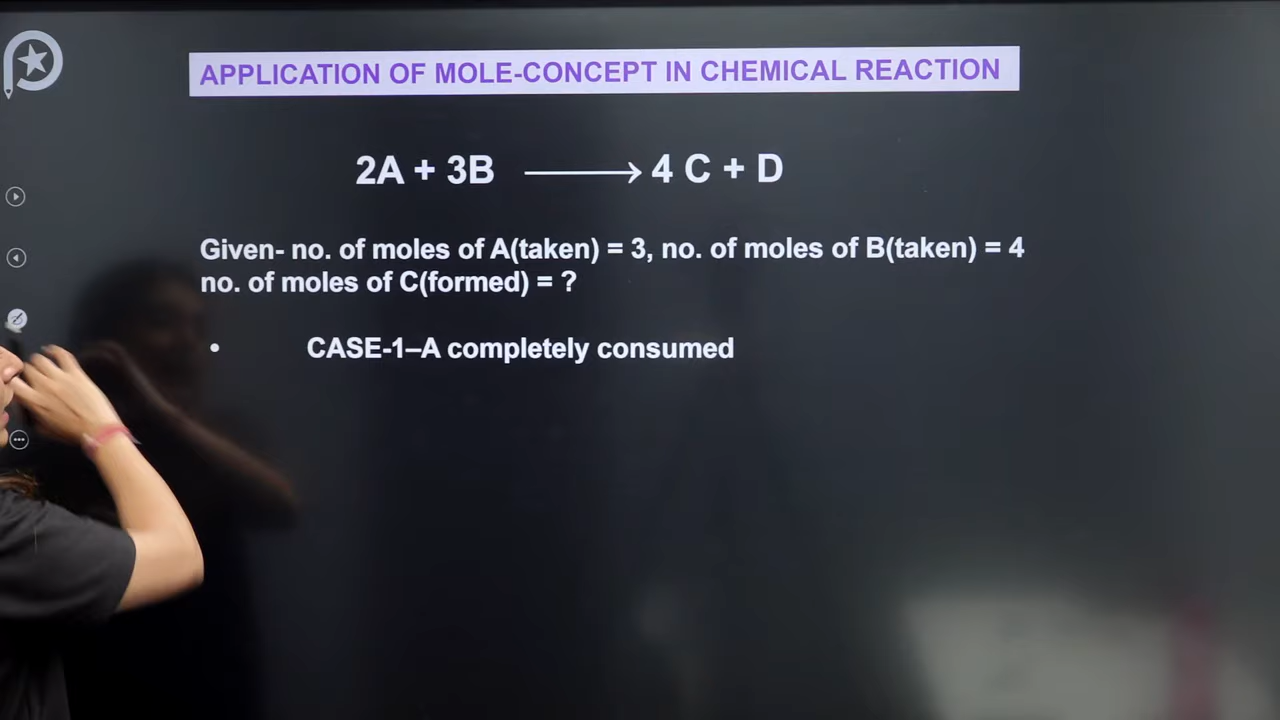 APPLICATION OF MOLE-CONCEPT IN CHEMICAL REACTION
2A + 3B ⟶ 4 C + D
Given- no. of moles of A(taken) = 3, no. of moles of B(taken) = 4
no. of moles of C(formed) = ?
• CASE-1–A completely consumed